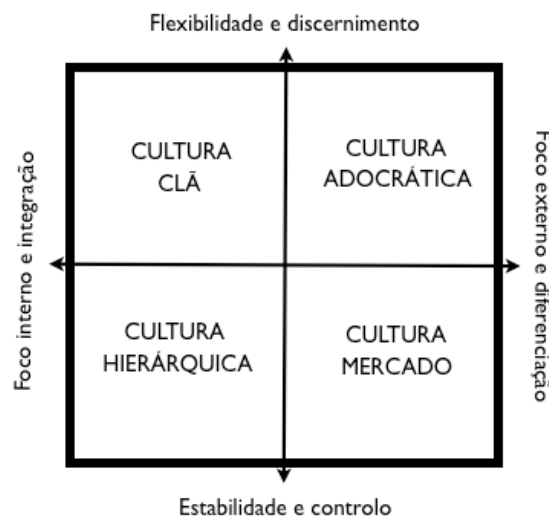 Flexibilidade e discernimento
CULTURA
CLÃ
CULTURA
ADOCRÁTICA
Foco interno e integração
Foco externo e diferenciação
CULTURA
HIERÁRQUICA
CULTURA
MERCADO
Estabilidade e controlo